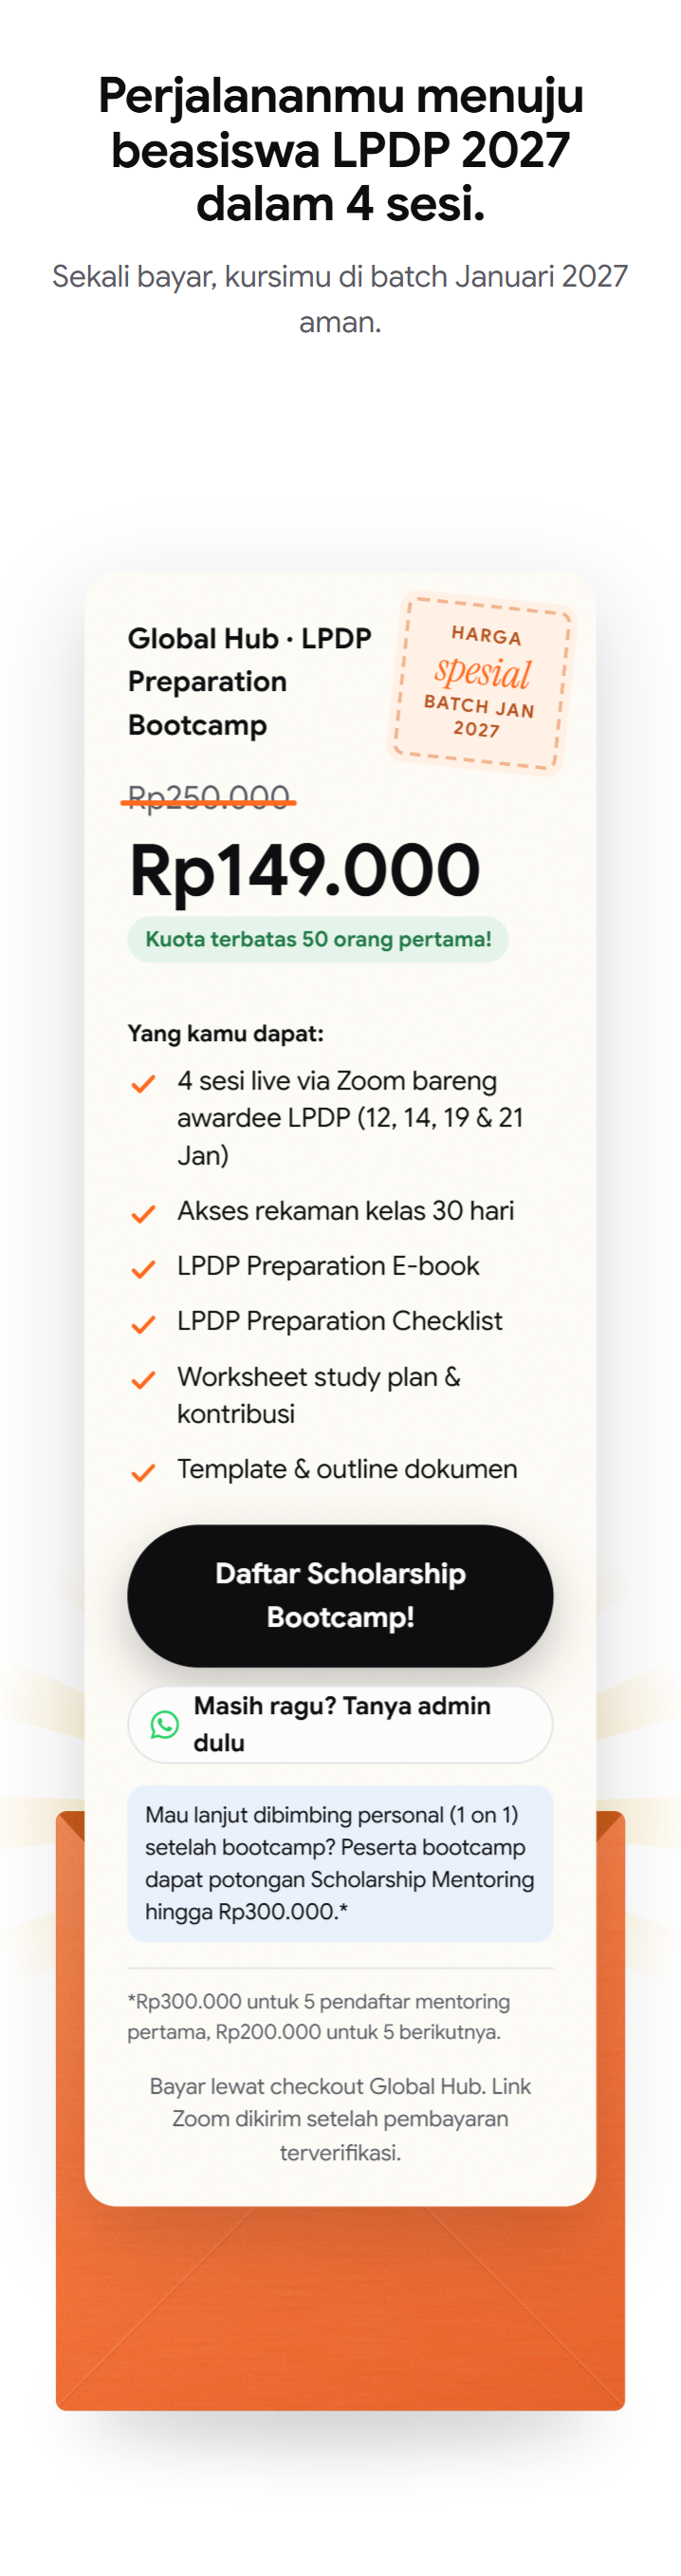 Perjalananmu menuju
beasiswa LPDP 2027
dalam 4 sesi.
Sekali bayar, kursimu di batch Januari 2027
aman.
Global Hub · LPDP
Preparation
Bootcamp
HARGA
spesial
BATCH JAN
2027
Rp250.000
Rp149.000
Kuota terbatas 50 orang pertama!
Yang kamu dapat:
4 sesi live via Zoom bareng
awardee LPDP (12, 14, 19 & 21
Jan)
Akses rekaman kelas 30 hari
LPDP Preparation E-book
LPDP Preparation Checklist
Worksheet study plan &
kontribusi
Template & outline dokumen
Daftar Scholarship
Bootcamp!
Masih ragu? Tanya admin
dulu
Mau lanjut dibimbing personal (1 on 1)
setelah bootcamp? Peserta bootcamp
dapat potongan Scholarship Mentoring
hingga Rp300.000.*
*Rp300.000 untuk 5 pendaftar mentoring
pertama, Rp200.000 untuk 5 berikutnya.
Bayar lewat checkout Global Hub. Link
Zoom dikirim setelah pembayaran
terverifikasi.